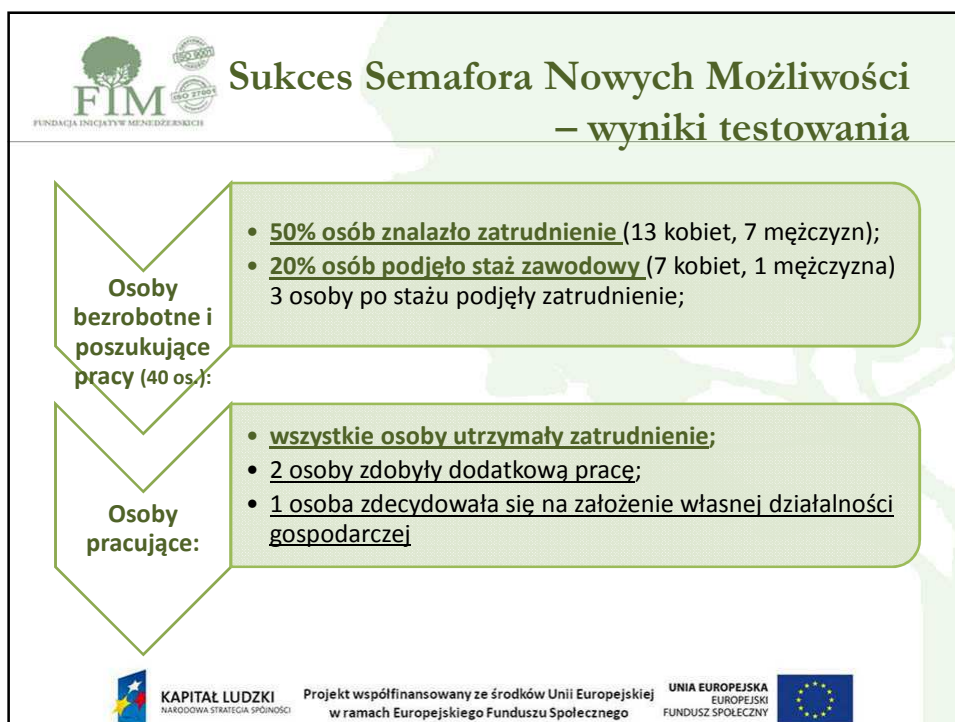 FIM
FUNDACJA INICJATYW MENEDŻERSKICH
ISO 9001
ISO 27001
Sukces Semafora Nowych Możliwości
– wyniki testowania
Osoby
bezrobotne i
poszukujące
pracy (40 os.):
• 50% osób znalazło zatrudnienie (13 kobiet, 7 mężczyzn);
• 20% osób podjęło staż zawodowy (7 kobiet, 1 mężczyzna)
3 osoby po stażu podjęły zatrudnienie;
Osoby
pracujące:
• wszystkie osoby utrzymały zatrudnienie;
• 2 osoby zdobyły dodatkową pracę;
• 1 osoba zdecydowała się na założenie własnej działalności
gospodarczej
KAPITAŁ LUDZKI
NARODOWA STRATEGIA SPÓJNOŚCI
Projekt współfinansowany ze środków Unii Europejskiej
w ramach Europejskiego Funduszu Społecznego
UNIA EUROPEJSKA
EUROPEJSKI
FUNDUSZ SPOŁECZNY